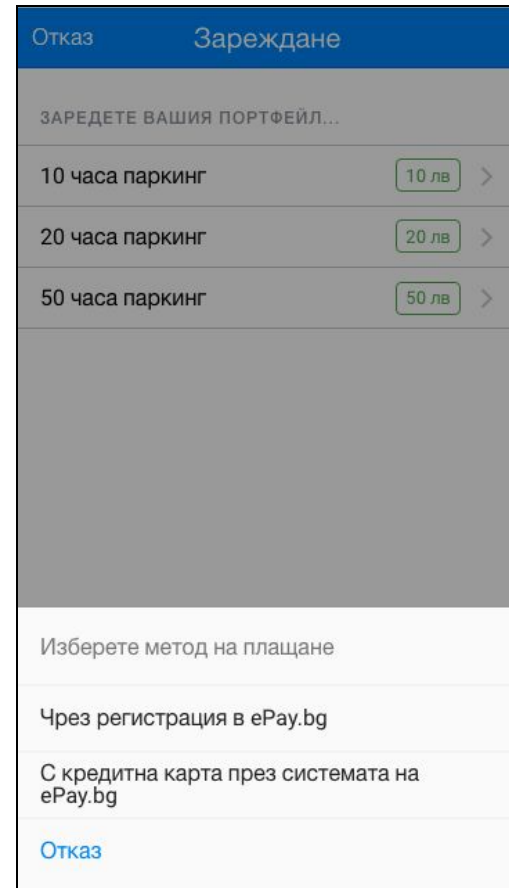 Отказ Зареждане
ЗАРЕДЕТЕ ВАШИЯ ПОРТФЕЙЛ...
10 часа паркинг 10 лв
20 часа паркинг 20 лв
50 часа паркинг 50 лв
Изберете метод на плащане
Чрез регистрация в ePay.bg
С кредитна карта през системата на
ePay.bg
Отказ